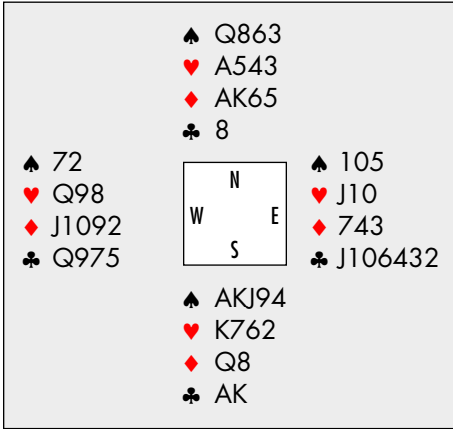 ♠ Q863
♥ A543
♦ AK65
♣ 8
♠ 72
♥ Q98
♦ J1092
♣ Q975
N
W E
S
♠ 105
♥ J10
♦ 743
♣ J106432
♠ AKJ94
♥ K762
♦ Q8
♣ AK